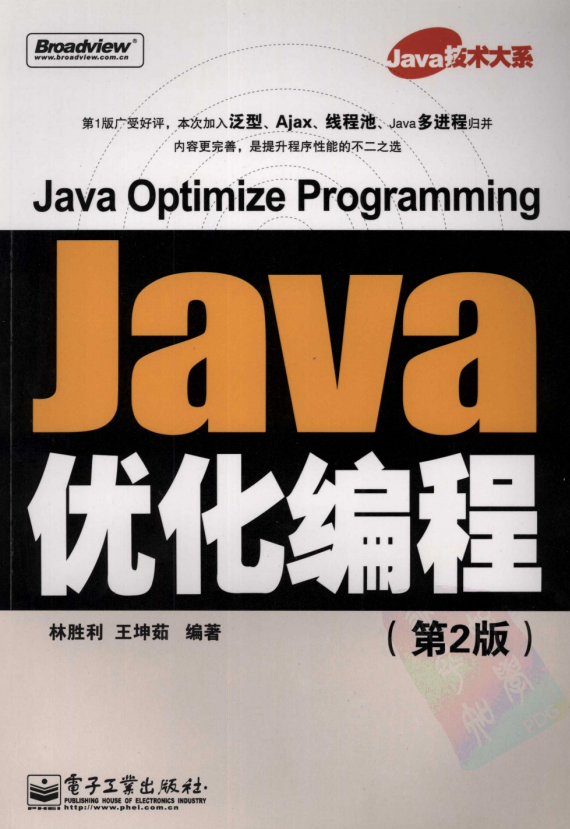 Broadview®
www.broadview.com.cn
Java技术大系
第1版广受好评,本次加入泛型、Ajax、线程池、Java多进程归并
内容更完善,是提升程序性能的不二之选
Java Optimize Programming
Java
优化编程
(第2版)
林胜利 王坤茹 编著
電子工業出版社.
PUBLISHING HOUSE OF ELECTRONICS INDUSTRY
PHEI
http://www.phei.com.cn